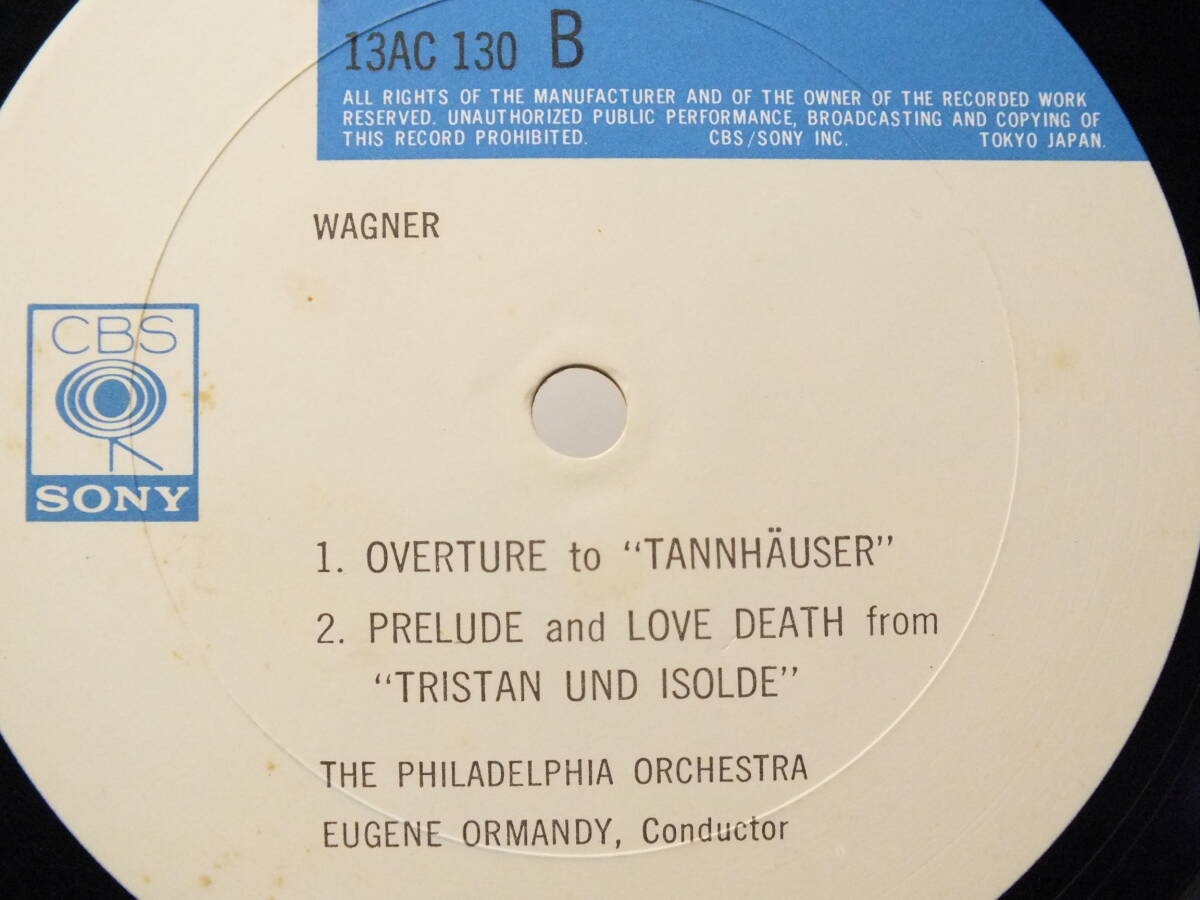 13AC 130 B
ALL RIGHTS OF THE MANUFACTURER AND OF THE OWNER OF THE RECORDED WORK
RESERVED. UNAUTHORIZED PUBLIC PERFORMANCE, BROADCASTING AND COPYING OF
THIS RECORD PROHIBITED. CBS/SONY INC. TOKYO JAPAN.
WAGNER
CBS
SONY
1. OVERTURE to “TANNHÄUSER”
2. PRELUDE and LOVE DEATH from
“TRISTAN UND ISOLDE”
THE PHILADELPHIA ORCHESTRA
EUGENE ORMANDY, Conductor